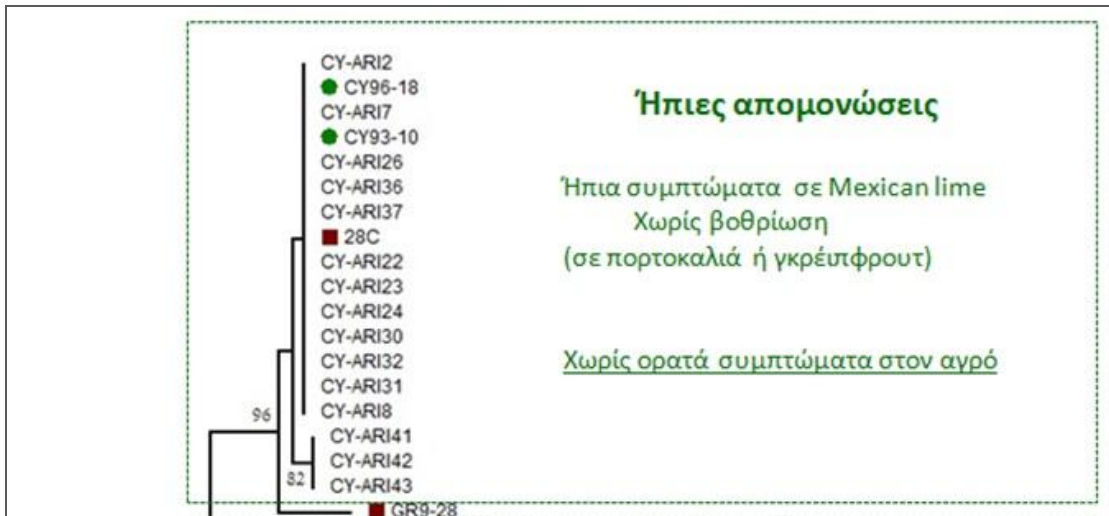 CY-ARI2
CY96-18
CY-ARI7
CY93-10
CY-ARI26
CY-ARI36
CY-ARI37
28C
CY-ARI22
CY-ARI23
CY-ARI24
CY-ARI30
CY-ARI32
CY-ARI31
CY-ARI8
CY-ARI41
CY-ARI42
CY-ARI43
GR9-28
96
82
Ήπιες απομονώσεις
Ήπια συμπτώματα σε Mexican lime
Χωρίς βοθρίωση
(σε πορτοκαλιά ή γκρέιπφρουτ)
Χωρίς ορατά συμπτώματα στον αγρό